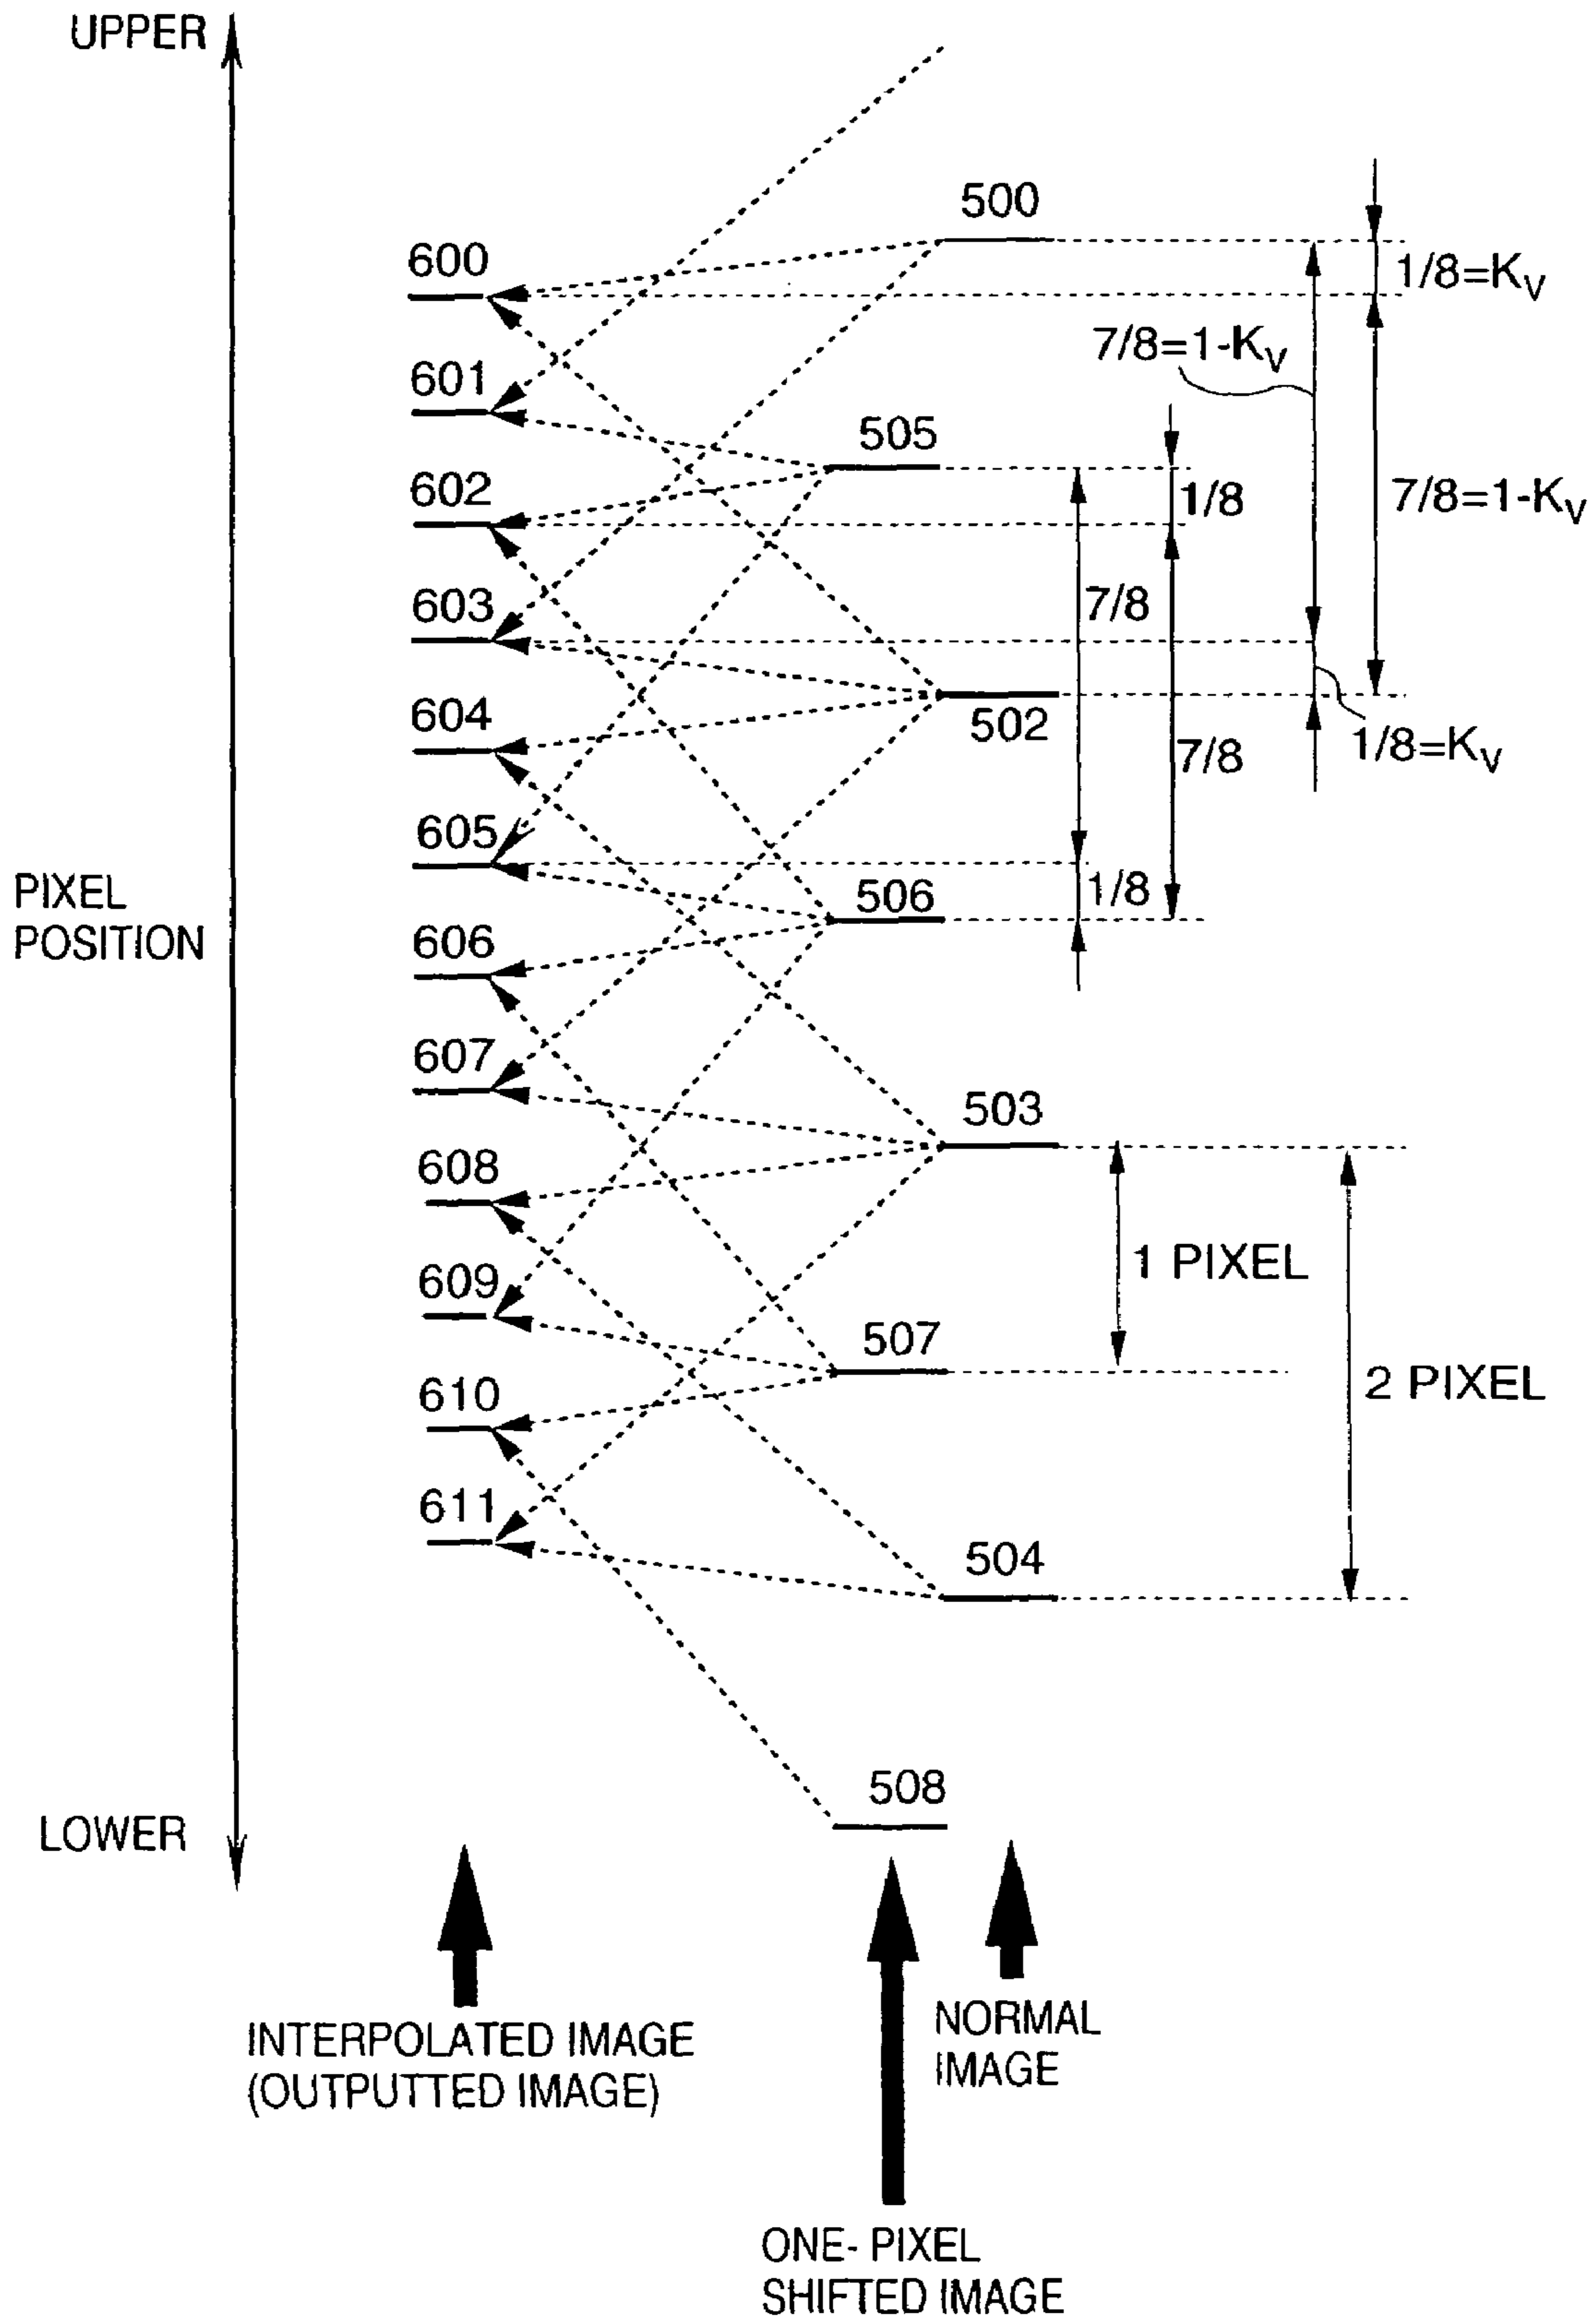 UPPER
500
600
1/8=KV
7/8=1-KV
601
505
602
1/8
7/8=1-KV
603
7/8
604
502
7/8
1/8=KV
605
PIXEL
POSITION
506
1/8
606
607
503
608
1 PIXEL
609
507
2 PIXEL
610
611
504
508
LOWER
INTERPOLATED IMAGE
(OUTPUTTED IMAGE)
NORMAL
IMAGE
ONE- PIXEL
SHIFTED IMAGE